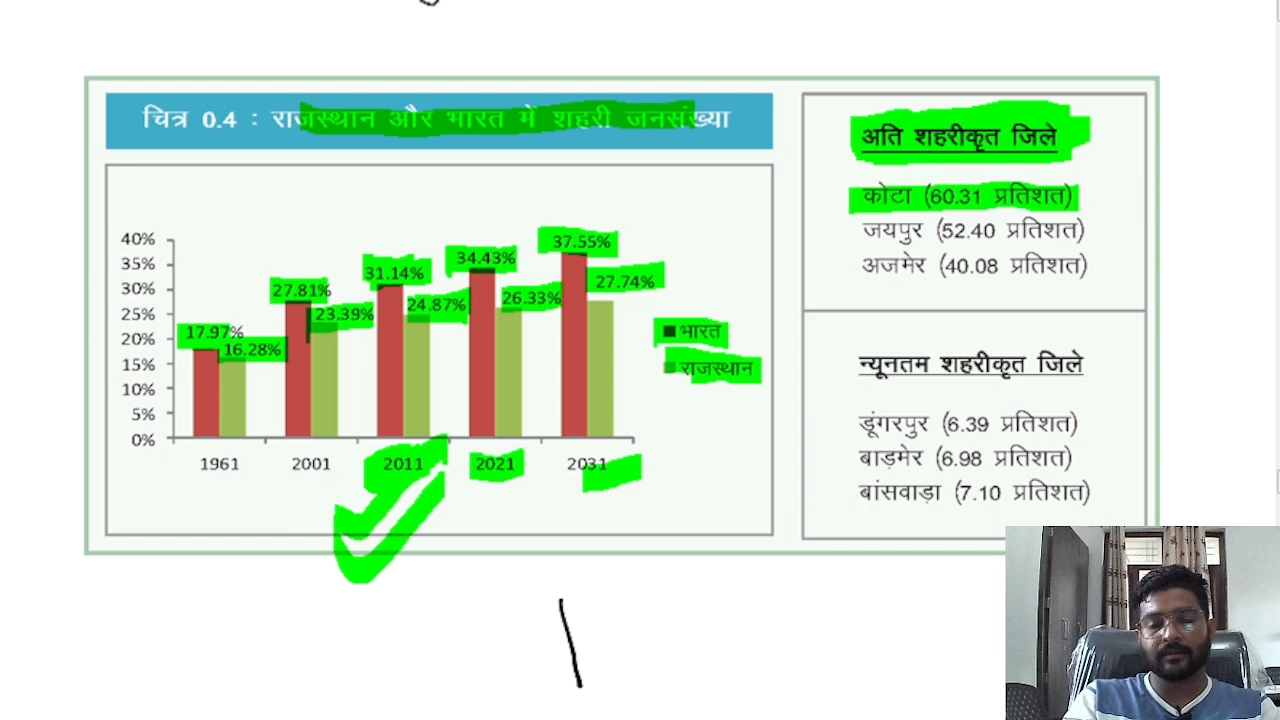 चित्र 0.4 : राजस्थान और भारत में शहरी जनसंख्या
40%
35%
30%
25%
20%
15%
10%
5%
0%
17.97%
16.28%
27.81%
23.39%
31.14%
24.87%
34.43%
26.33%
37.55%
27.74%
1961
2001
2011
2021
2031
भारत
राजस्थान
अति शहरीकृत जिले
कोटा (60.31 प्रतिशत)
जयपुर (52.40 प्रतिशत)
अजमेर (40.08 प्रतिशत)
न्यूनतम शहरीकृत जिले
डूंगरपुर (6.39 प्रतिशत)
बाड़मेर (6.98 प्रतिशत)
बांसवाड़ा (7.10 प्रतिशत)